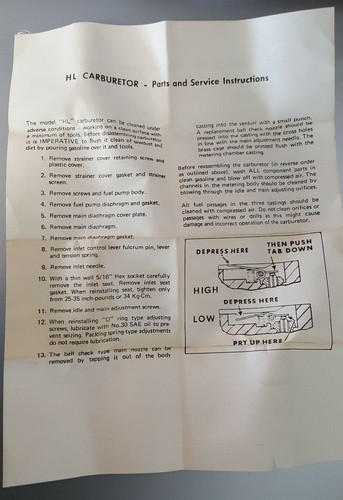 HL CARBURETOR - Parts and Service Instructions
The model "HL" carburetor can be cleaned under
adverse conditions - working on a clean surface with
a minimum of tools. Before disassembling carburetor
it is IMPERATIVE to flush it clean of sawdust and
dirt by pouring gasoline over it and tools.
1. Remove strainer cover retaining screw and
plastic cover.
2. Remove strainer cover gasket and strainer
screen.
3. Remove screws and fuel pump body.
4. Remove fuel pump diaphragm and gasket.
5. Remove main diaphragm cover plate.
6. Remove main diaphragm.
7. Remove main diaphragm gasket.
8. Remove inlet control lever fulcrum pin, lever
and tension spring.
9. Remove inlet needle.
10. With a thin well 5/16" Hex socket carefully
remove the inlet seat. Remove inlet seat
gasket. When reinstalling seat, tighten only
from 25-35 inch-pounds or 34 Kg-Cm.
11. Remove idle and main adjustment screws.
12. When reinstalling "O" ring type adjusting
screws, lubricate with No.30 SAE oil to pre-
vent seizing. Packing spring-type adjustments
do not require lubrication.
13. The ball check type main nozzle can be
removed by tapping it out of the body
casting into the venturi with a small punch.
A replacement ball check nozzle should be
pressed into the casting with the cross holes
in line with the main adjustment needle. The
brass cage should be pressed flush with the
metering chamber casting.
Before reassembling the carburetor (in reverse order
as outlined above), wash ALL component parts in
clean gasoline and blow off with compressed air. The
channels in the metering body should be cleaned by
blowing through the idle and main adjusting orifices.
All fuel passages in the three castings should be
cleaned with compressed air. Do not clean orifices or
passages with wires or drills as this might cause
damage and incorrect operation of the carburetor.
DEPRESS HERE
THEN PUSH
TAB DOWN
HIGH
DEPRESS HERE
LOW
PRY UP HERE